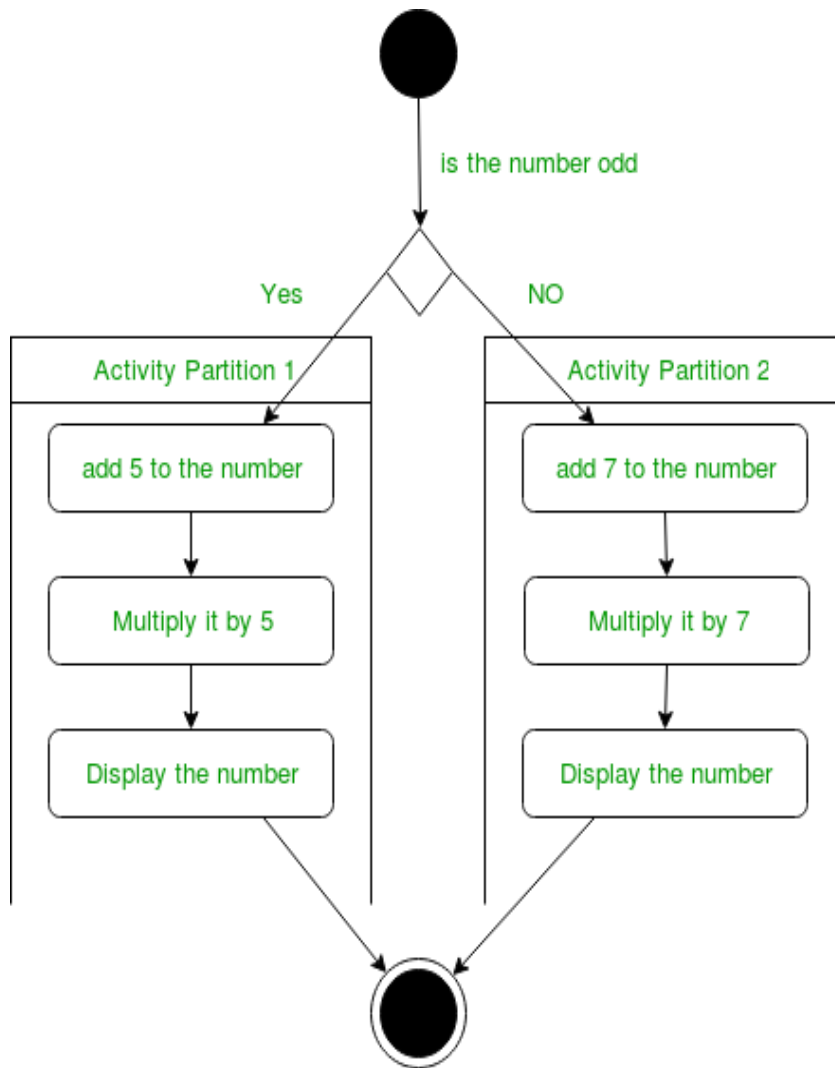 is the number odd
Yes
NO
Activity Partition 1
Activity Partition 2
add 5 to the number
add 7 to the number
Multiply it by 5
Multiply it by 7
Display the number
Display the number